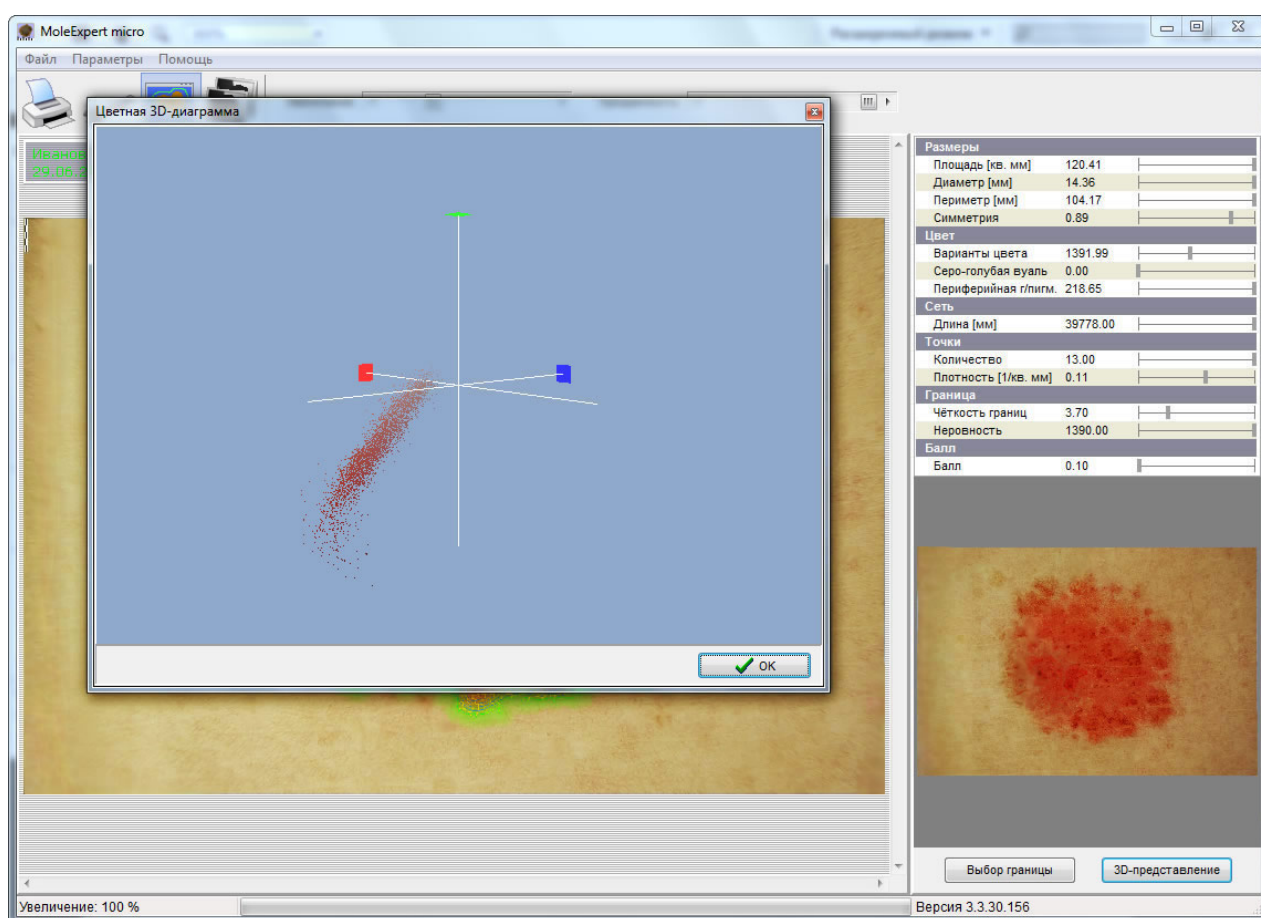 MoleExpert micro
Файл Параметры Помощь
Цветная 3D-диаграмма
OK
Размеры
Площадь [кв. мм] 120.41
Диаметр [мм] 14.36
Периметр [мм] 104.17
Симметрия 0.89
Цвет
Варианты цвета 1391.99
Серо-голубая вуаль 0.00
Периферийная г/пигм. 218.65
Сеть
Длина [мм] 39778.00
Точки
Количество 13.00
Плотность [1/кв. мм] 0.11
Граница
Чёткость границ 3.70
Неровность 1390.00
Балл
Балл 0.10
Выбор границы 3D-представление
Увеличение: 100 % Версия 3.3.30.156